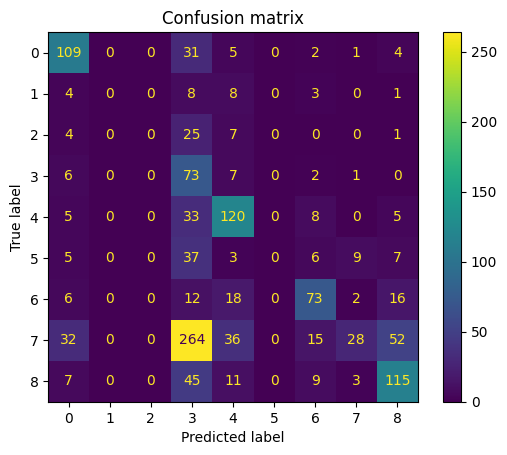 Confusion matrix
0 109 0 0 31 5 0 2 1 4
1 4 0 0 8 8 0 3 0 1
2 4 0 0 25 7 0 0 0 1
3 6 0 0 73 7 0 2 1 0
4 5 0 0 33 120 0 8 0 5
5 5 0 0 37 3 0 6 9 7
6 6 0 0 12 18 0 73 2 16
7 32 0 0 264 36 0 15 28 52
8 7 0 0 45 11 0 9 3 115
0 1 2 3 4 5 6 7 8
True label
Predicted label
250
200
150
100
50
0